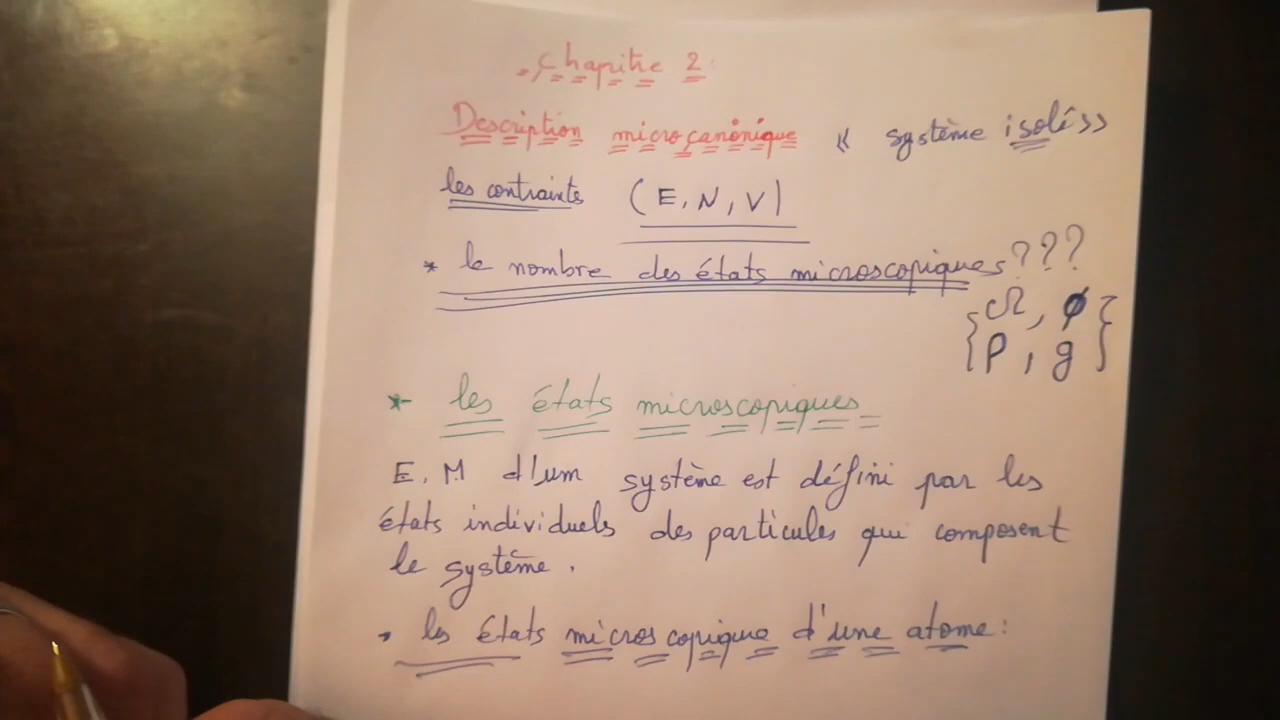 Chapitre 2:
Description microcanonique « système isolé »
les contraints (E, N, V)
* le nombre des états microscopiques ???
{Ω, φ
P, g}
* les états microscopiques
E, M d'um système est défini par les
états individuels des particules qui composent
le système.
les états microscopique d'une atome: